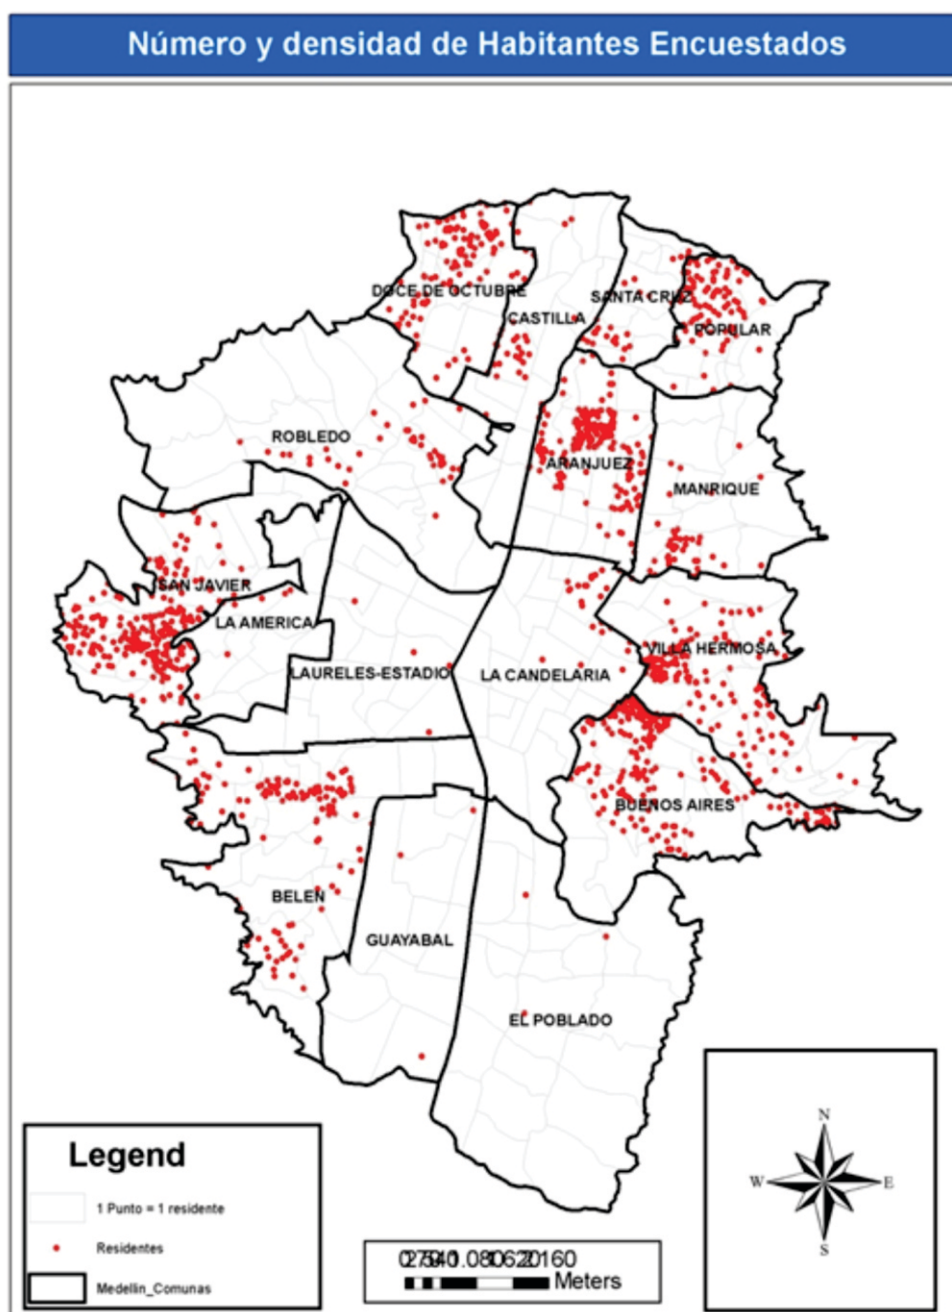 Número y densidad de Habitantes Encuestados
DOCE DE OCTUBRE
SANTA CRUZ
CASTILLA
POPULAR
ROBLEDO
ARANJUEZ
MANRIQUE
SAN JAVIER
LA AMERICA
VILLA HERMOSA
LAURELES-ESTADIO
LA CANDELARIA
BUENOS AIRES
BELEN
GUAYABAL
EL POBLADO
Legend
1 Punto = 1 residente
Residentes
Medellin_Comunas
N
W
E
S
Meters